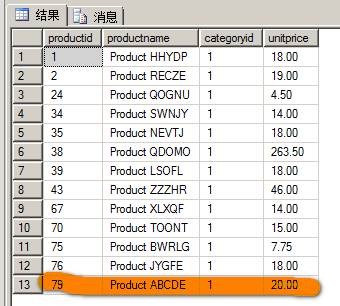 结果 消息
productid productname categoryid unitprice
1 1 Product HHYDP 1 18.00
2 2 Product RECZE 1 19.00
3 24 Product QOGNU 1 4.50
4 34 Product SWNJY 1 14.00
5 35 Product NEVTJ 1 18.00
6 38 Product QDOMO 1 263.50
7 39 Product LSOFL 1 18.00
8 43 Product ZZZHR 1 46.00
9 67 Product XLXQF 1 14.00
10 70 Product TOONT 1 15.00
11 75 Product BWRLG 1 7.75
12 76 Product JYGFE 1 18.00
13 79 Product ABCDE 1 20.00